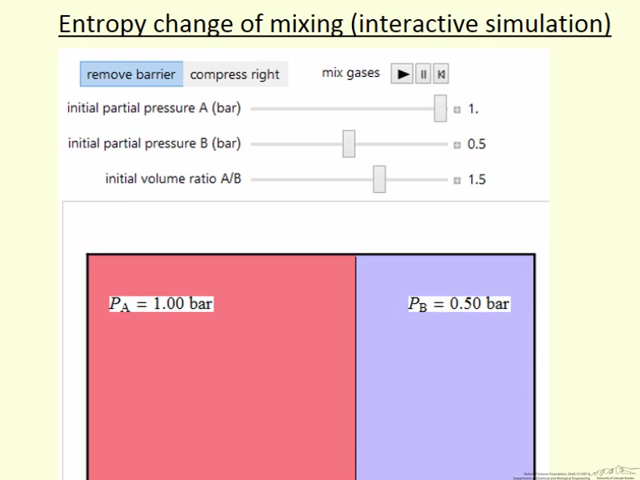 Entropy change of mixing (interactive simulation)
remove barrier compress right mix gases
initial partial pressure A (bar) 1.
initial partial pressure B (bar) 0.5
initial volume ratio A/B 1.5
PA = 1.00 bar PB = 0.50 bar